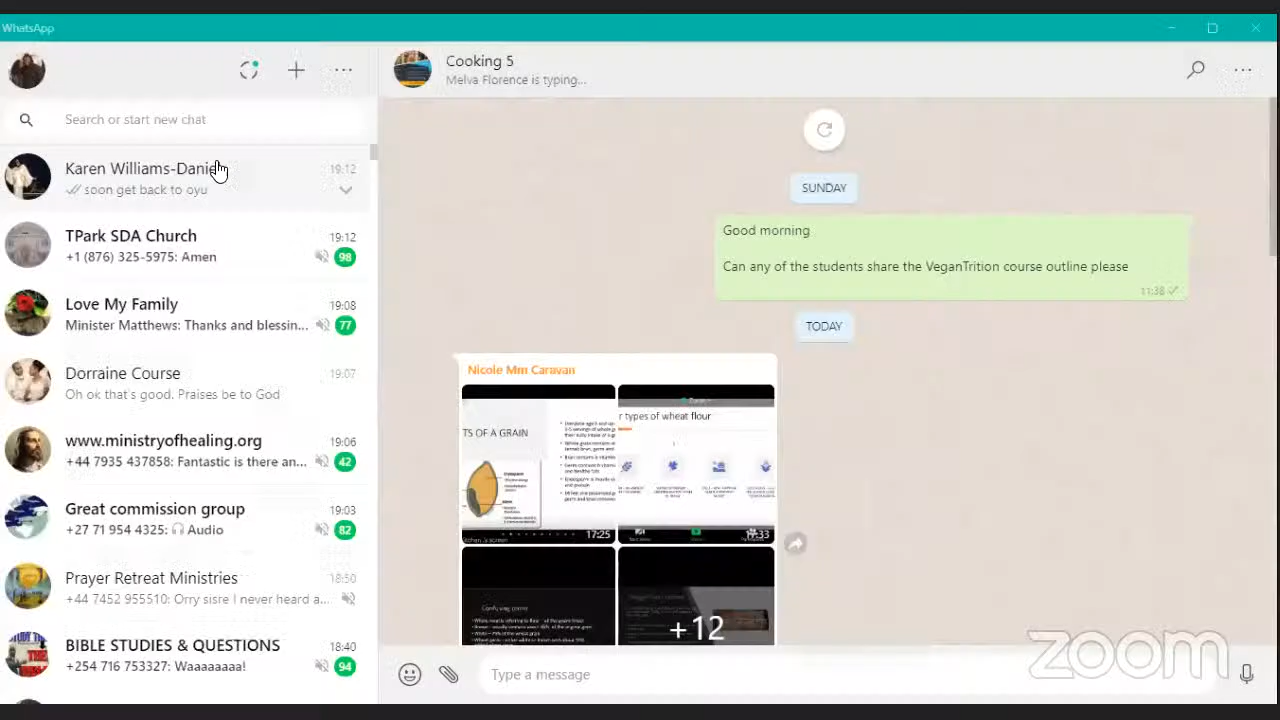 WhatsApp
Search or start new chat
Karen Williams-Danie
19:12
soon get back to oyu
TPark SDA Church
19:12
+1 (876) 325-5975: Amen
98
Love My Family
19:08
Minister Matthews: Thanks and blessin...
77
Dorraine Course
19:07
Oh ok that's good. Praises be to God
www.ministryofhealing.org
19:06
+44 7935 377858: Fantastic is there an...
42
Great commission group
19:03
+27 71 954 4325: Audio
82
Prayer Retreat Ministries
18:50
+44 7452 955510: Orry sisre I never heard a...
BIBLE STUDIES & QUESTIONS
18:40
+254 716 753327: Waaaaaaa!
94
Cooking 5
Melva Florence is typing...
SUNDAY
Good morning
Can any of the students share the VeganTrition course outline please
11:38
TODAY
Nicole Mm Caravan
TS OF A GRAIN
17:25
r types of wheat flour
17:33
+12
Type a message
zoom